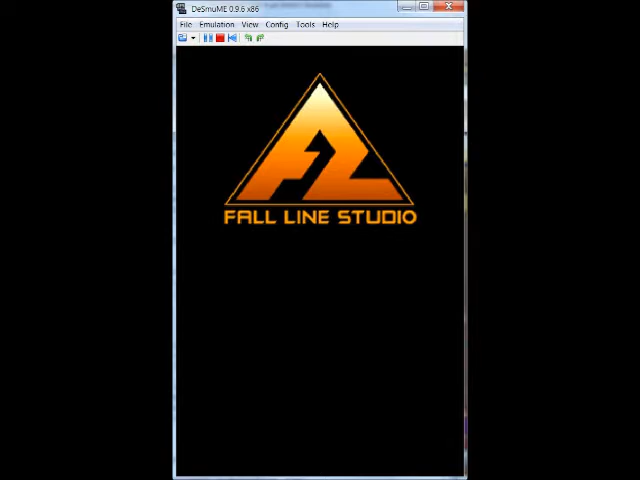 DeSmuME 0.9.6 x86
File Emulation View Config Tools Help
FALL LINE STUDIO